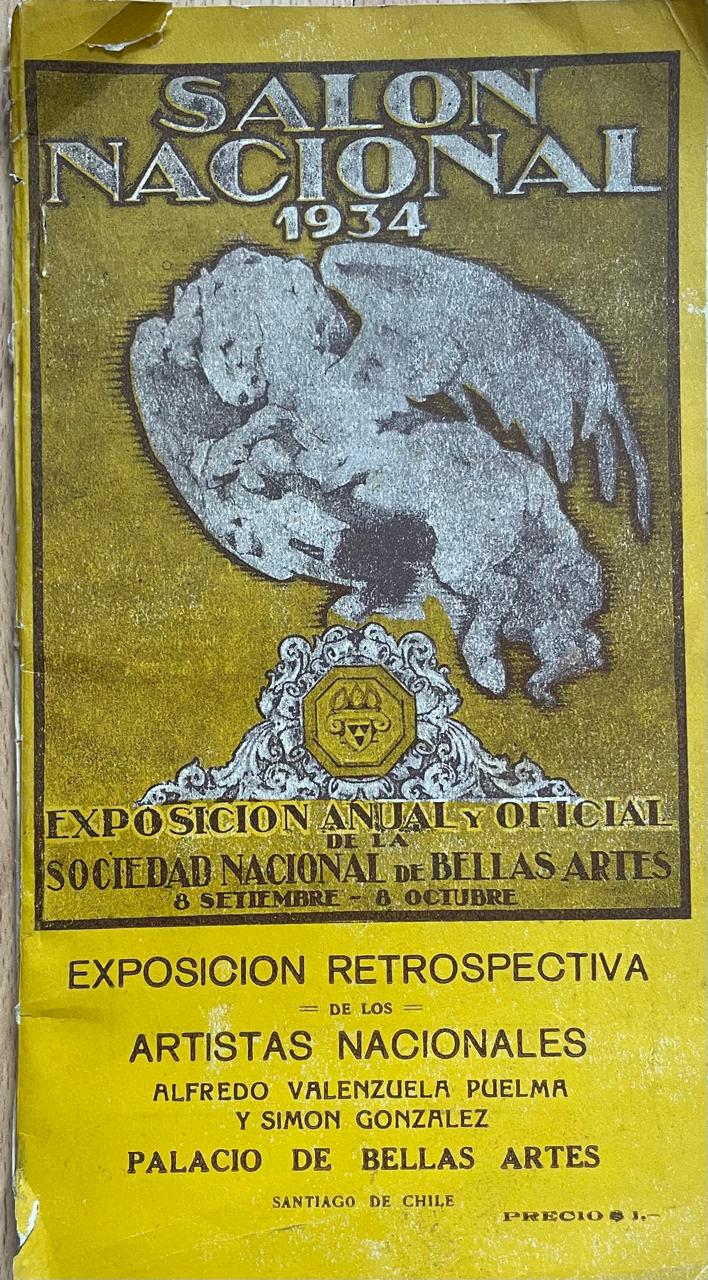 SALON
NACIONAL
1934
EXPOSICION ANUAL Y OFICIAL
DE LA
SOCIEDAD NACIONAL DE BELLAS ARTES
8 SETIEMBRE - 8 OCTUBRE
EXPOSICION RETROSPECTIVA
= DE LOS =
ARTISTAS NACIONALES
ALFREDO VALENZUELA PUELMA
Y SIMON GONZALEZ
PALACIO DE BELLAS ARTES
SANTIAGO DE CHILE
PRECIO $ 1.-